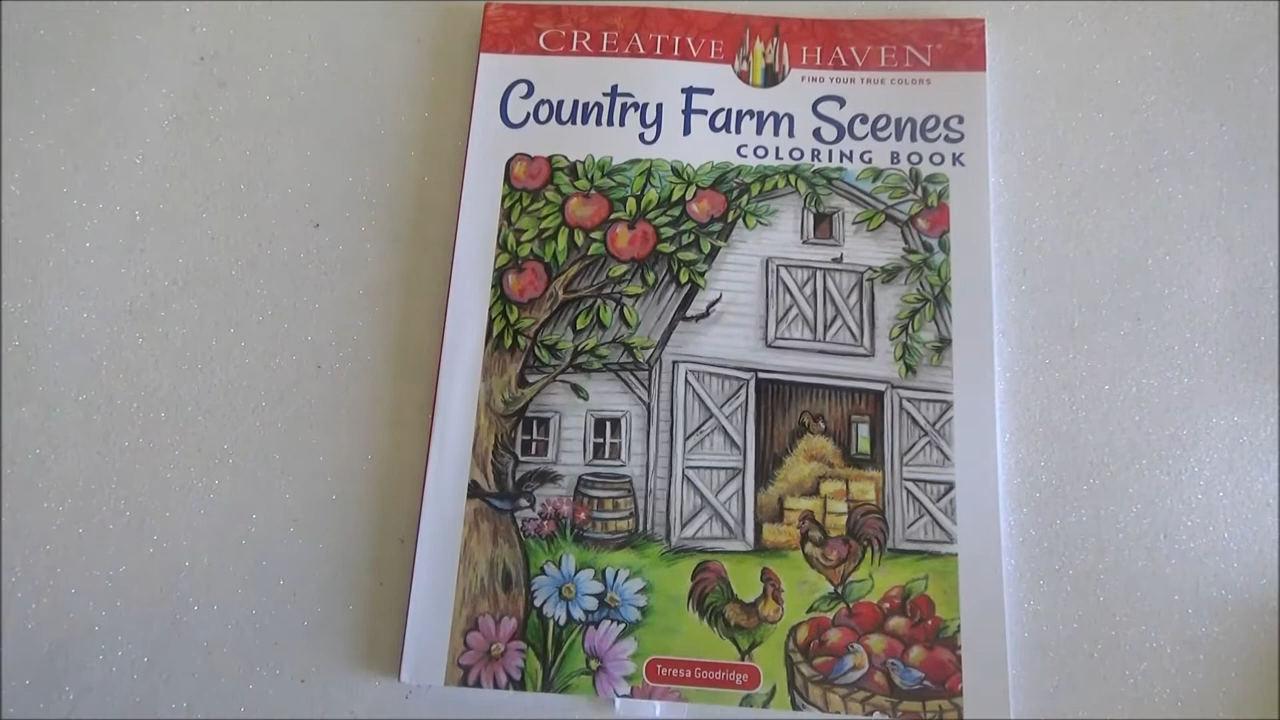 CREATIVE HAVEN®
FIND YOUR TRUE COLORS
Country Farm Scenes
COLORING BOOK
Teresa Goodridge